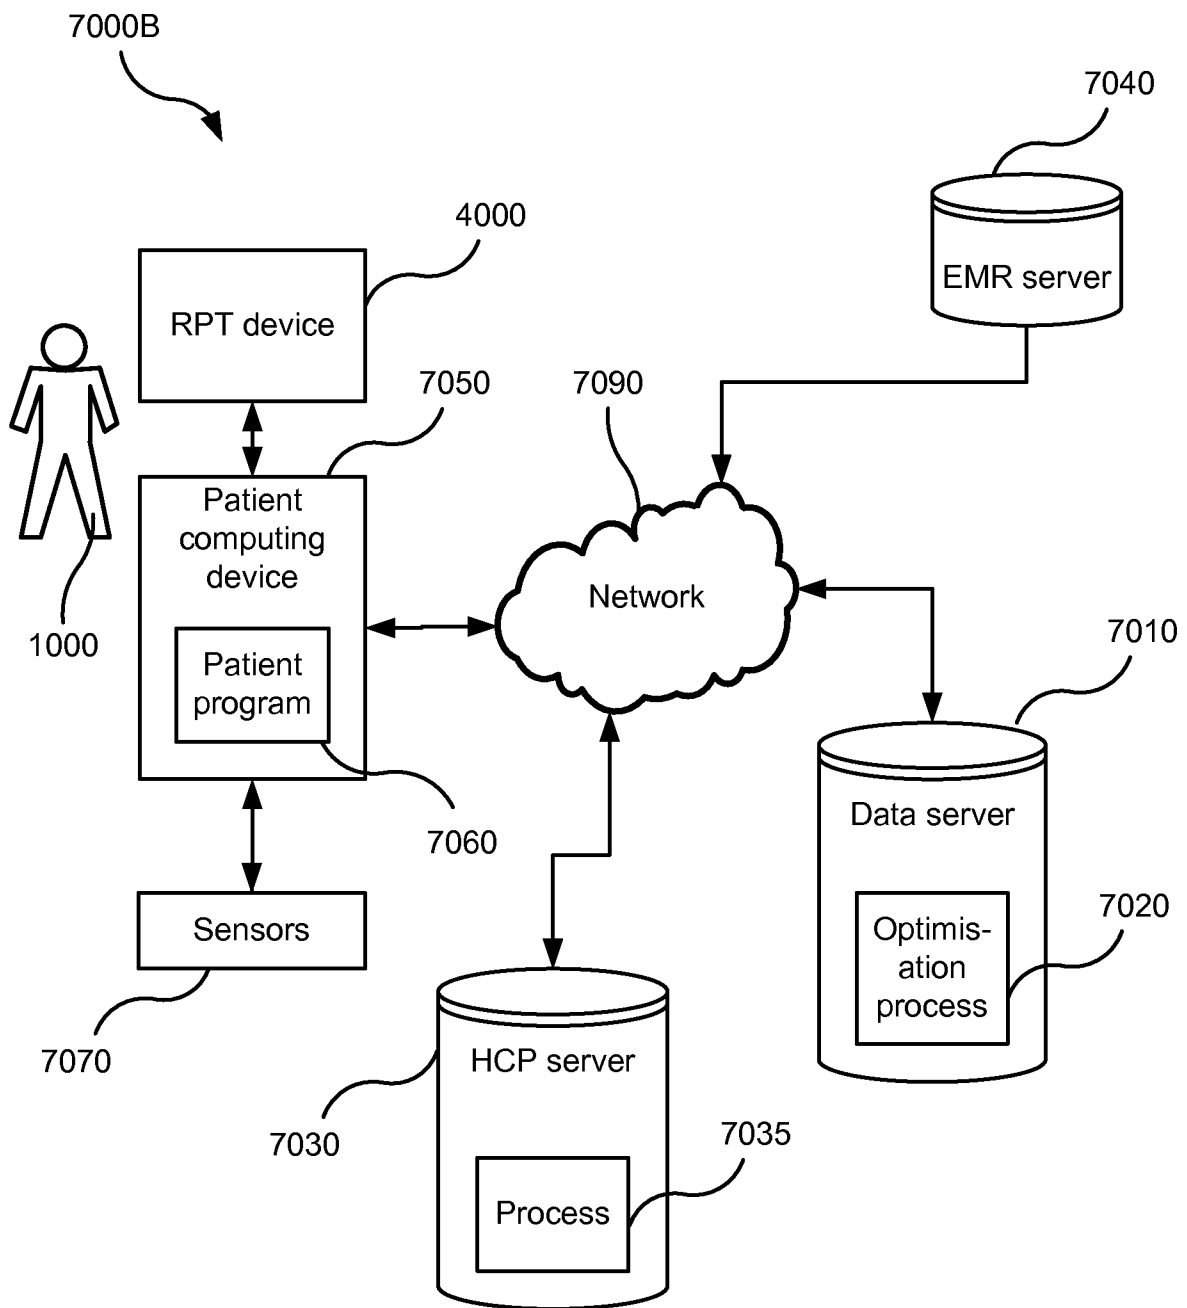 7000B
7040
4000
EMR server
RPT device
7050
7090
Patient
computing
device
Network
1000
Patient
program
7010
7060
Data server
Sensors
7020
Optimis-
ation
process
7070
HCP server
7030
7035
Process